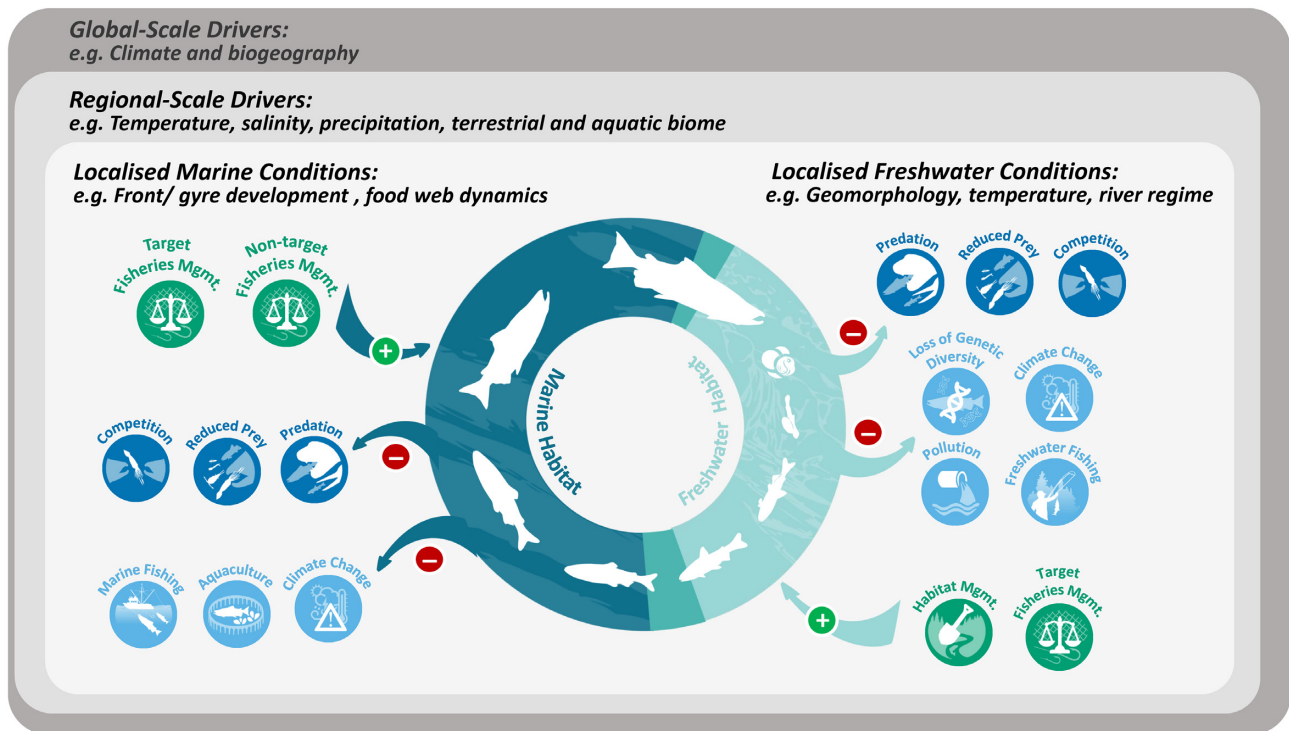 Global-Scale Drivers:
e.g. Climate and biogeography
Regional-Scale Drivers:
e.g. Temperature, salinity, precipitation, terrestrial and aquatic biome
Localised Marine Conditions:
e.g. Front/ gyre development , food web dynamics
Localised Freshwater Conditions:
e.g. Geomorphology, temperature, river regime
Target
Fisheries Mgmt.
Non-target
Fisheries Mgmt.
+
Competition
Reduced Prey
Predation
−
Marine Fishing
Aquaculture
Climate Change
−
Marine Habitat
Freshwater Habitat
−
Predation
Reduced Prey
Competition
−
Loss of Genetic
Diversity
Climate Change
Pollution
Freshwater Fishing
+
Habitat Mgmt.
Target
Fisheries Mgmt.